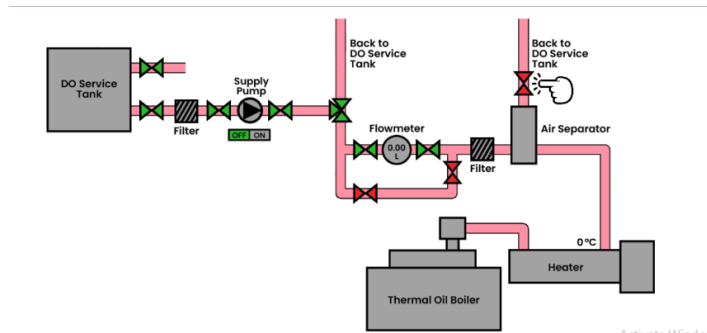 Back to
DO Service
Tank
Back to
DO Service
Tank
DO Service
Tank
Supply
Pump
Filter
OFF ON
Flowmeter
0.00
L
Air Separator
Filter
0 °C
Heater
Thermal Oil Boiler